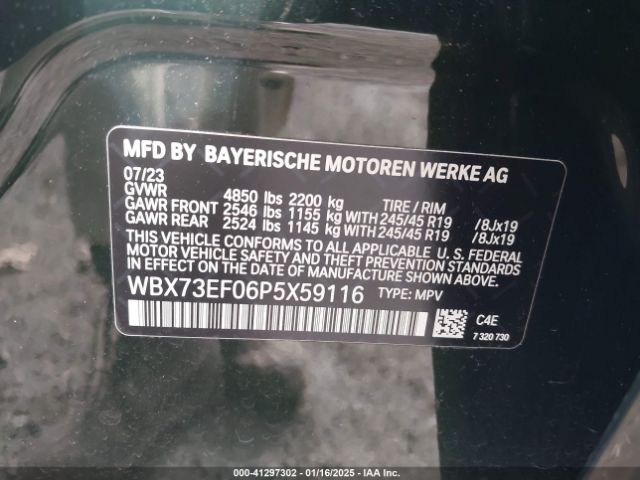 MFD BY BAYERISCHE MOTOREN WERKE AG
07/23
GVWR 4850 lbs 2200 kg TIRE / RIM
GAWR FRONT 2546 lbs 1155 kg WITH 245/45 R19 /8Jx19
GAWR REAR 2524 lbs 1145 kg WITH 245/45 R19 /8Jx19
THIS VEHICLE CONFORMS TO ALL APPLICABLE U. S. FEDERAL
MOTOR VEHICLE SAFETY AND THEFT PREVENTION STANDARDS
IN EFFECT ON THE DATE OF MANUFACTURE SHOWN ABOVE.
WBX73EF06P5X59116 TYPE: MPV
C4E
7 320 730
000-41297302 - 01/16/2025 - IAA Inc.